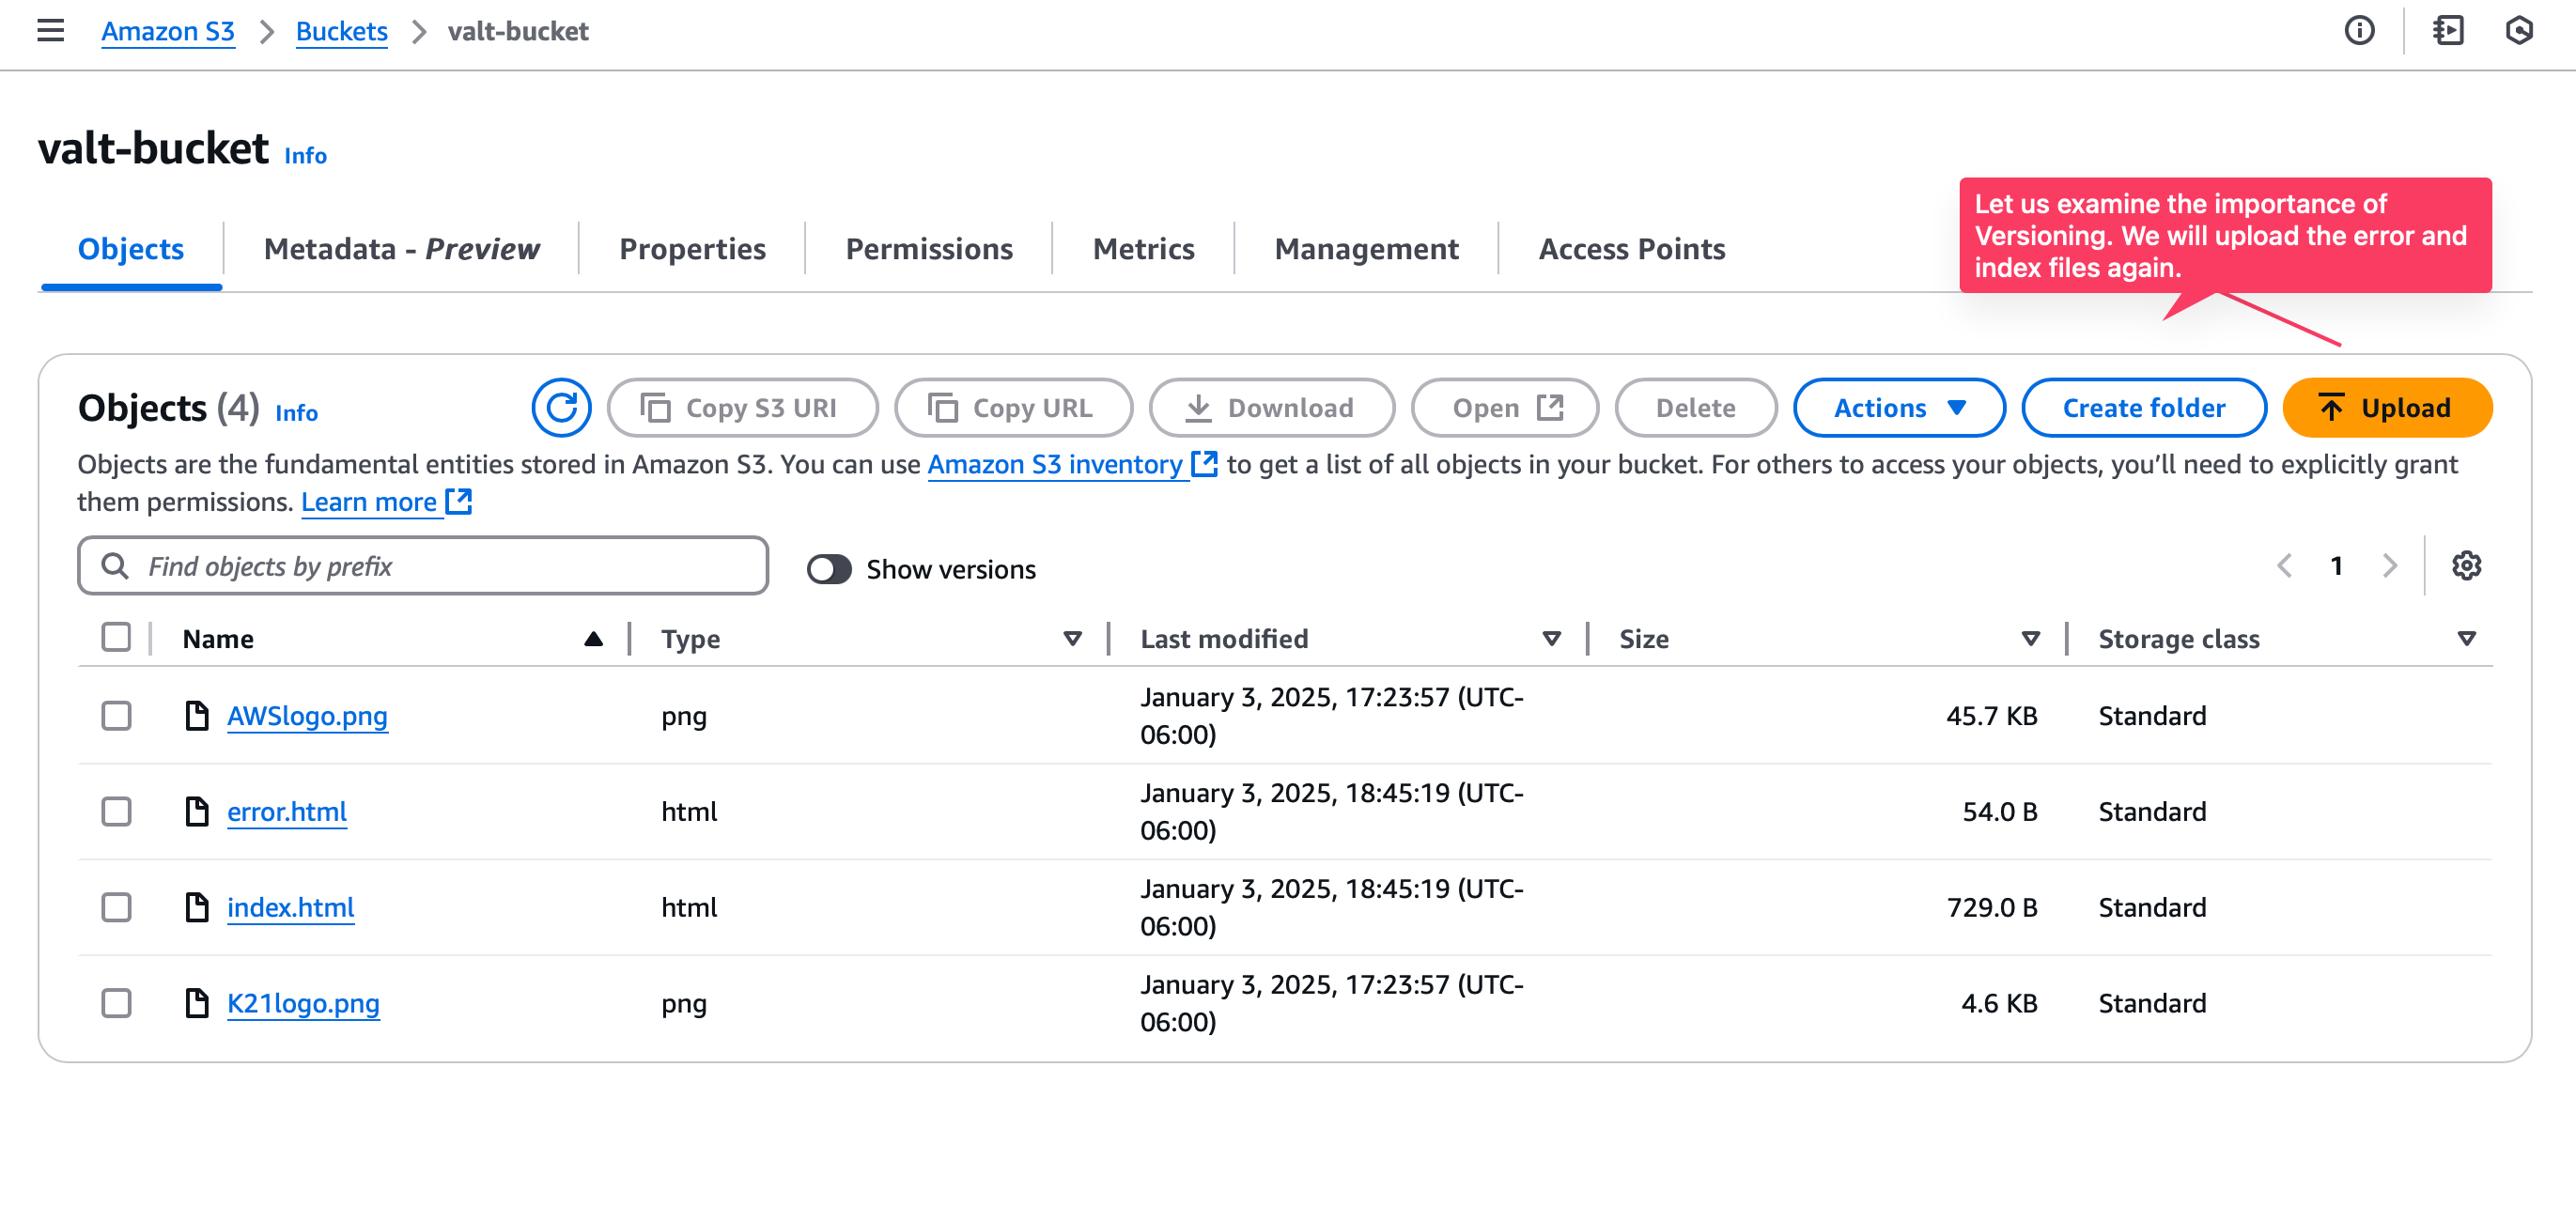 Amazon S3 > Buckets > valt-bucket
valt-bucket Info
Let us examine the importance of
Versioning. We will upload the error and
index files again.
Objects Metadata - Preview Properties Permissions Metrics Management Access Points
Objects (4) Info Copy S3 URI Copy URL Download Open Delete Actions Create folder Upload
Objects are the fundamental entities stored in Amazon S3. You can use Amazon S3 inventory to get a list of all objects in your bucket. For others to access your objects, you’ll need to explicitly grant
them permissions. Learn more
Find objects by prefix Show versions 1
Name Type Last modified Size Storage class
AWSlogo.png png January 3, 2025, 17:23:57 (UTC-
06:00) 45.7 KB Standard
error.html html January 3, 2025, 18:45:19 (UTC-
06:00) 54.0 B Standard
index.html html January 3, 2025, 18:45:19 (UTC-
06:00) 729.0 B Standard
K21logo.png png January 3, 2025, 17:23:57 (UTC-
06:00) 4.6 KB Standard